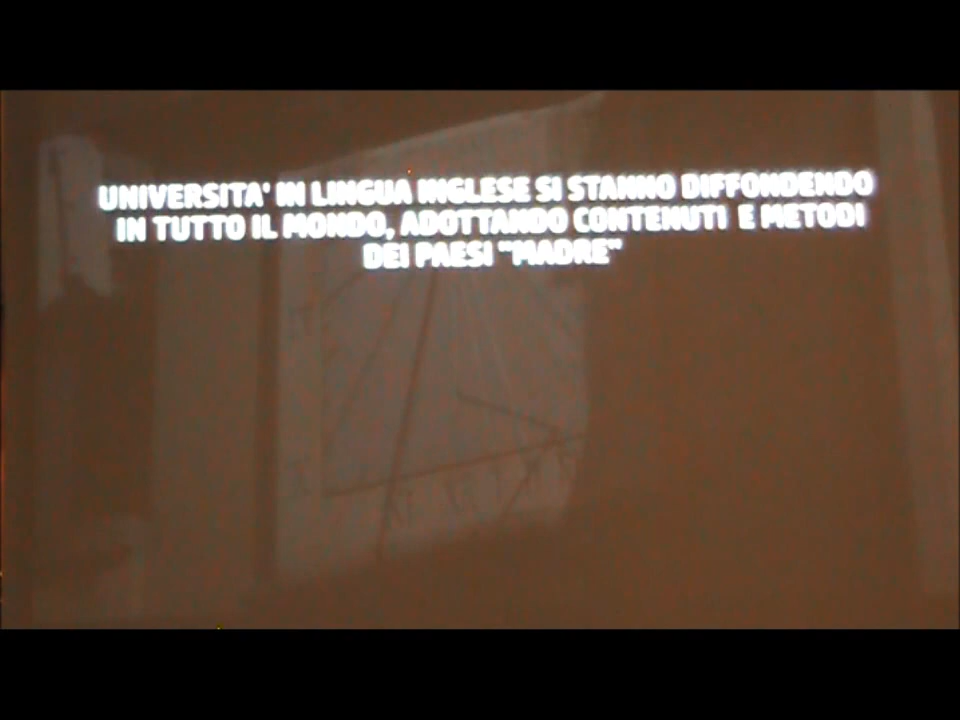 UNIVERSITA' IN LINGUA INGLESE SI STANNO DIFFONDENDO
IN TUTTO IL MONDO, ADOTTANDO CONTENUTI E METODI
DEI PAESI "MADRE"